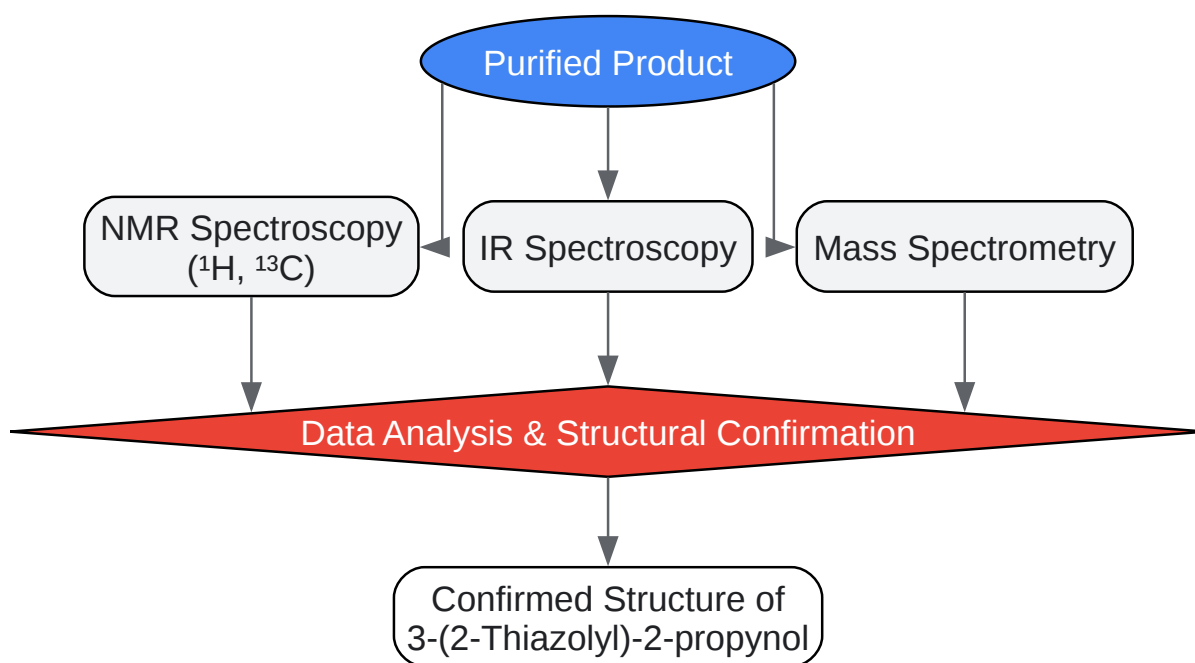 Purified Product
NMR Spectroscopy
(¹H, ¹³C)
IR Spectroscopy
Mass Spectrometry
Data Analysis & Structural Confirmation
Confirmed Structure of
3-(2-Thiazolyl)-2-propynol